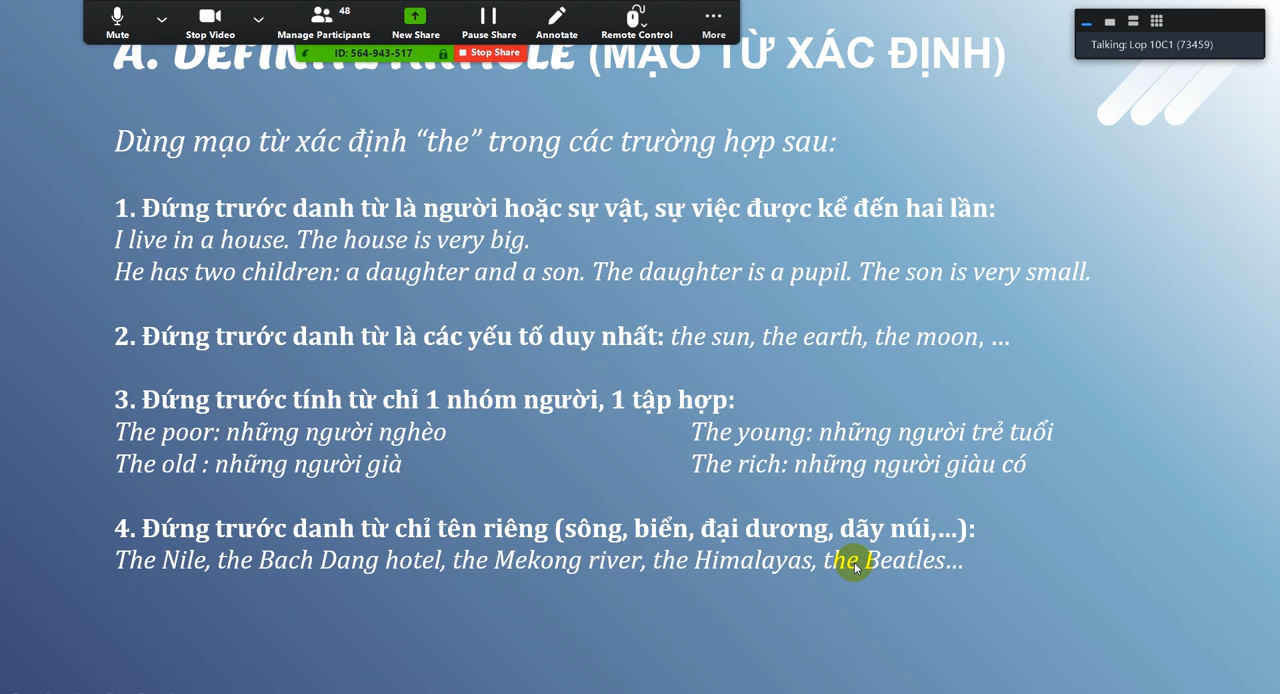 48
Mute
Stop Video
Manage Participants
New Share
Pause Share
Annotate
Remote Control
More
ID: 564-943-517
Stop Share
Talking: Lop 10C1 (73459)
A. (MẠO TỪ XÁC ĐỊNH)
Dùng mạo từ xác định “the” trong các trường hợp sau:
1. Đứng trước danh từ là người hoặc sự vật, sự việc được kể đến hai lần:
I live in a house. The house is very big.
He has two children: a daughter and a son. The daughter is a pupil. The son is very small.
2. Đứng trước danh từ là các yếu tố duy nhất: the sun, the earth, the moon, …
3. Đứng trước tính từ chỉ 1 nhóm người, 1 tập hợp:
The poor: những người nghèo
The young: những người trẻ tuổi
The old : những người già
The rich: những người giàu có
4. Đứng trước danh từ chỉ tên riêng (sông, biển, đại dương, dãy núi,…):
The Nile, the Bach Dang hotel, the Mekong river, the Himalayas, the Beatles…